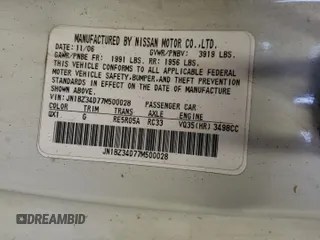 MANUFACTURED BY NISSAN MOTOR CO.,LTD.
DATE: 11/06 GVWR/PNBV: 3918 LBS.
GAWR/PNBE FR: 1991 LBS. RR: 1956 LBS.
THIS VEHICLE CONFORMS TO ALL APPLICABLE FEDERAL
MOTOR VEHICLE SAFETY,BUMPER,AND THEFT PREVENTION
STANDARDS IN EFFECT ON THE DATE OF MANUFACTURE
SHOWN ABOVE.
VIN: JN1BZ34D77M500028 PASSENGER CAR
COLOR TRIM TRANS AXLE ENGINE
QX1 G RE5R05A RC33 VQ35(HR) 3498CC
JN1BZ34D77M500028
DREAMBID